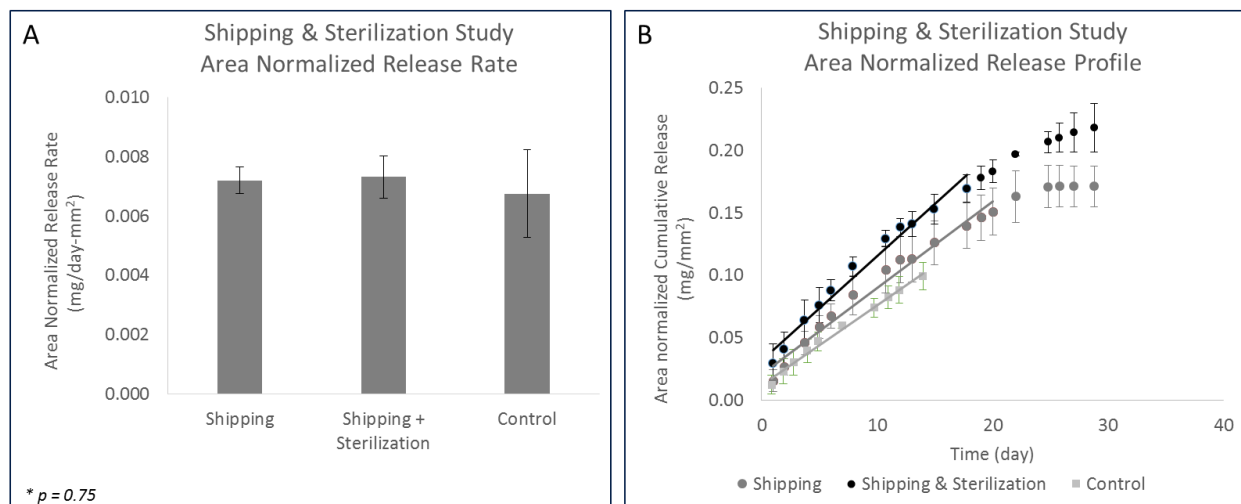 A
Shipping & Sterilization Study
Area Normalized Release Rate
Area Normalized Release Rate
(mg/day-mm²)
0.010
0.008
0.006
0.004
0.002
0.000
Shipping
Shipping +
Sterilization
Control
* p = 0.75
B
Shipping & Sterilization Study
Area Normalized Release Profile
Area normalized Cumulative Release
(mg/mm²)
0.25
0.20
0.15
0.10
0.05
0.00
0
10
20
30
40
Time (day)
Shipping
Shipping & Sterilization
Control